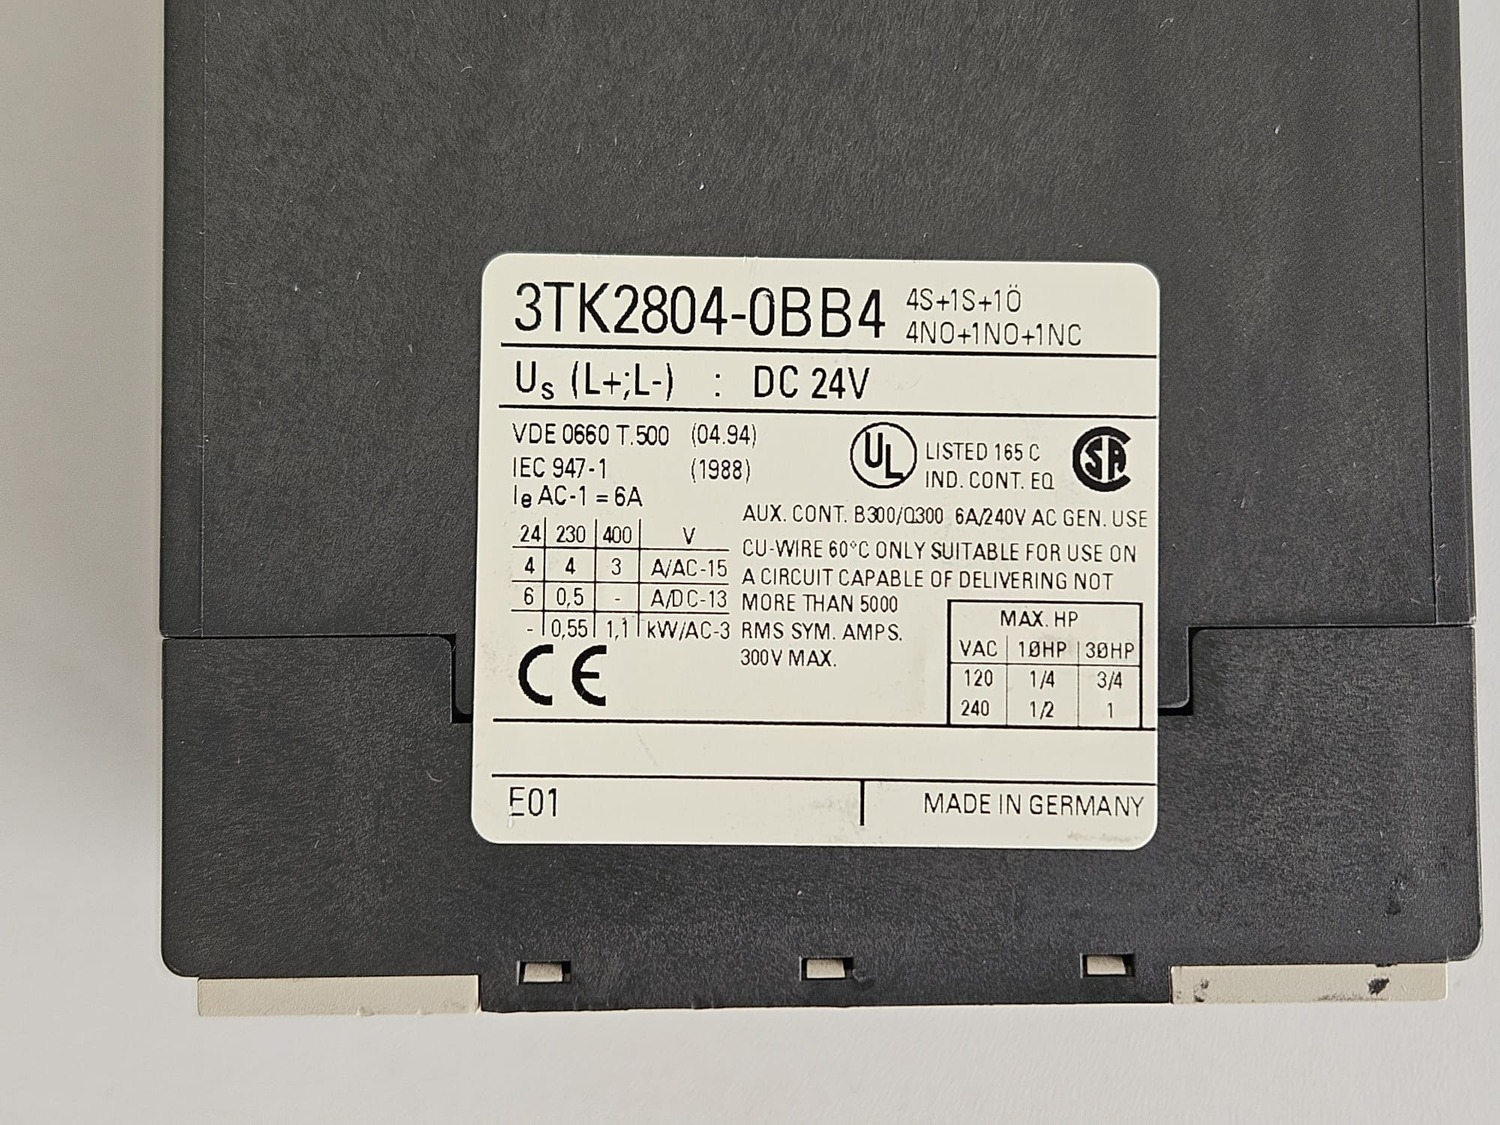 3TK2804-0BB4
4S+1S+1Ö
4NO+1NO+1NC
Us (L+;L-) : DC 24V
VDE 0660 T.500 (04.94)
IEC 947-1 (1988)
Ie AC-1 = 6A
24 230 400 V
4 4 3 A/AC-15
6 0,5 - A/DC-13
- 0,55 1,1 kW/AC-3
CE
UL
LISTED 165 C
IND. CONT. EQ
SA
AUX. CONT. B300/Q300 6A/240V AC GEN. USE
CU-WIRE 60°C ONLY SUITABLE FOR USE ON
A CIRCUIT CAPABLE OF DELIVERING NOT
MORE THAN 5000
RMS SYM. AMPS.
300V MAX.
MAX. HP
VAC 1ØHP 3ØHP
120 1/4 3/4
240 1/2 1
E01
MADE IN GERMANY